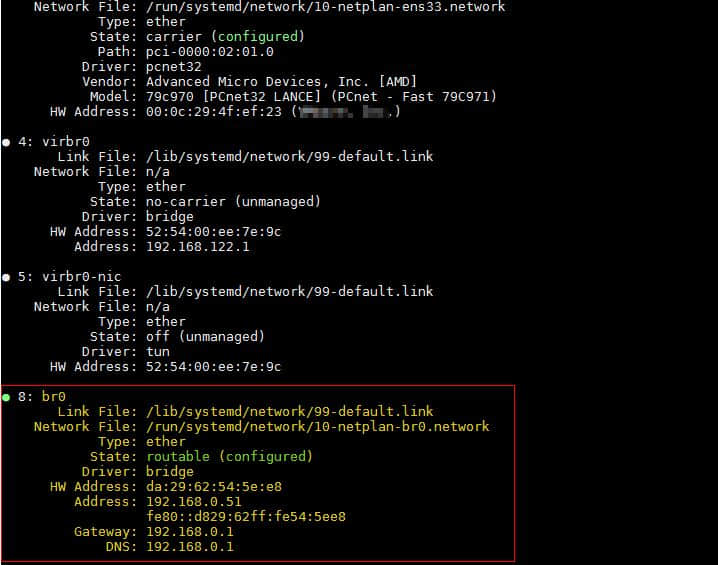 Network File: /run/systemd/network/10-netplan-ens33.network
Type: ether
State: carrier (configured)
Path: pci-0000:02:01.0
Driver: pcnet32
Vendor: Advanced Micro Devices, Inc. [AMD]
Model: 79c970 [PCnet32 LANCE] (PCnet - Fast 79C971)
HW Address: 00:0c:29:4f:ef:23 (
● 4: virbr0
Link File: /lib/systemd/network/99-default.link
Network File: n/a
Type: ether
State: no-carrier (unmanaged)
Driver: bridge
HW Address: 52:54:00:ee:7e:9c
Address: 192.168.122.1
● 5: virbr0-nic
Link File: /lib/systemd/network/99-default.link
Network File: n/a
Type: ether
State: off (unmanaged)
Driver: tun
HW Address: 52:54:00:ee:7e:9c
● 8: br0
Link File: /lib/systemd/network/99-default.link
Network File: /run/systemd/network/10-netplan-br0.network
Type: ether
State: routable (configured)
Driver: bridge
HW Address: da:29:62:54:5e:e8
Address: 192.168.0.51
fe80::d829:62ff:fe54:5ee8
Gateway: 192.168.0.1
DNS: 192.168.0.1